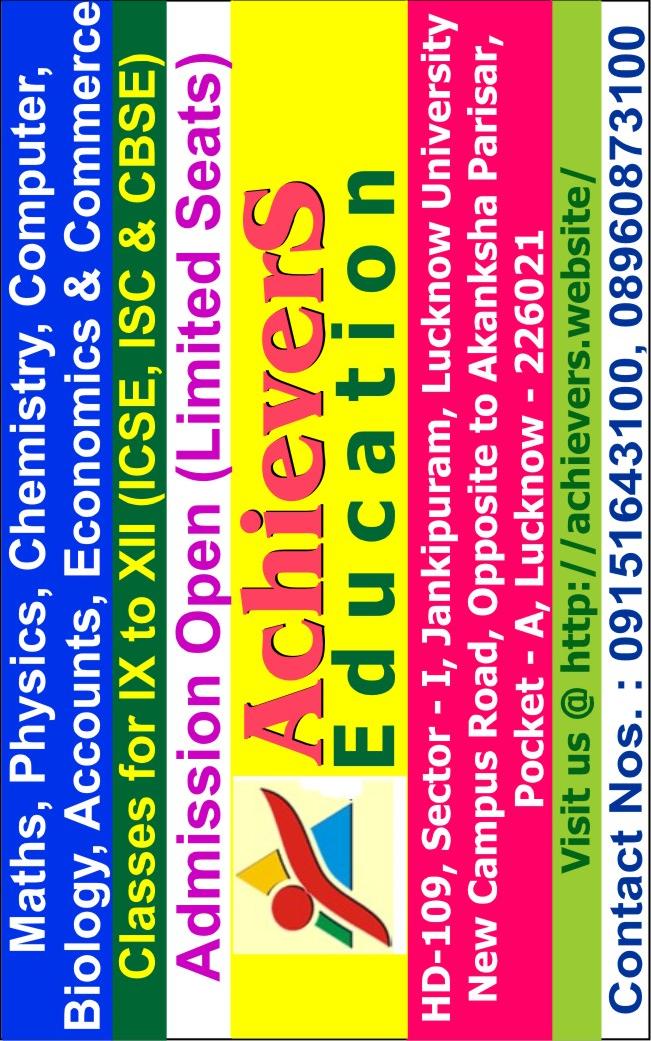 Maths, Physics, Chemistry, Computer,
Biology, Accounts, Economics & Commerce
Classes for IX to XII (ICSE, ISC & CBSE)
Admission Open (Limited Seats)
AchieverS
Education
HD-109, Sector - I, Jankipuram, Lucknow University
New Campus Road, Opposite to Akanksha Parisar,
Pocket - A, Lucknow - 226021
Visit us @ http://achievers.website/
Contact Nos. : 09151643100, 08960873100